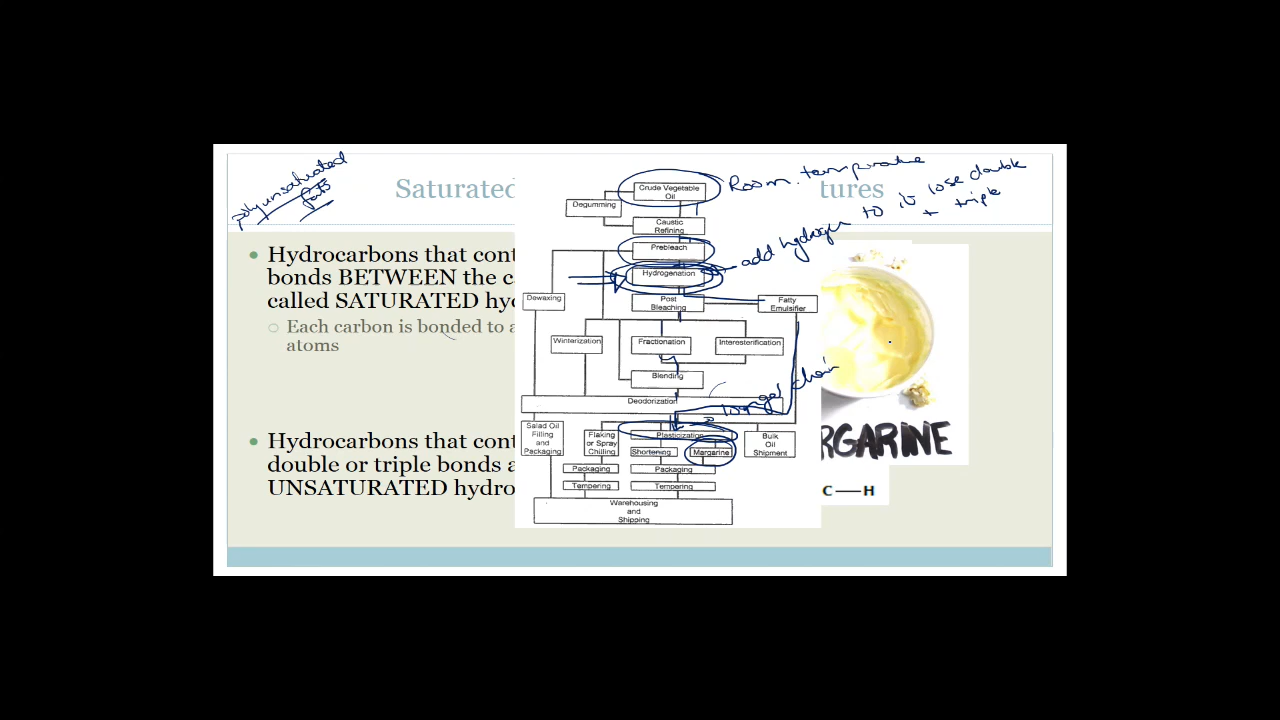 polyunsaturated
fats
Saturated
tures
Room temperature
add hydrogen to it lose double
+ triple
Hydrocarbons that cont
bonds BETWEEN the c
called SATURATED hy
Each carbon is bonded to a
atoms
Hydrocarbons that cont
double or triple bonds a
UNSATURATED hydro
Crude Vegetable
Oil
Degumming
Caustic
Refining
Prebleach
Hydrogenation
Dewaxing
Post
Bleaching
Fatty
Emulsifier
Winterization
Fractionation
Interesterification
Blending
Deodorization
longer chain
Salad Oil
Filling
and
Packaging
Flaking
or Spray
Chilling
Plasticization
Shortening
Margarine
Bulk
Oil
Shipment
Packaging
Packaging
Tempering
Tempering
Warehousing
and
Shipping
RGARINE
C—H